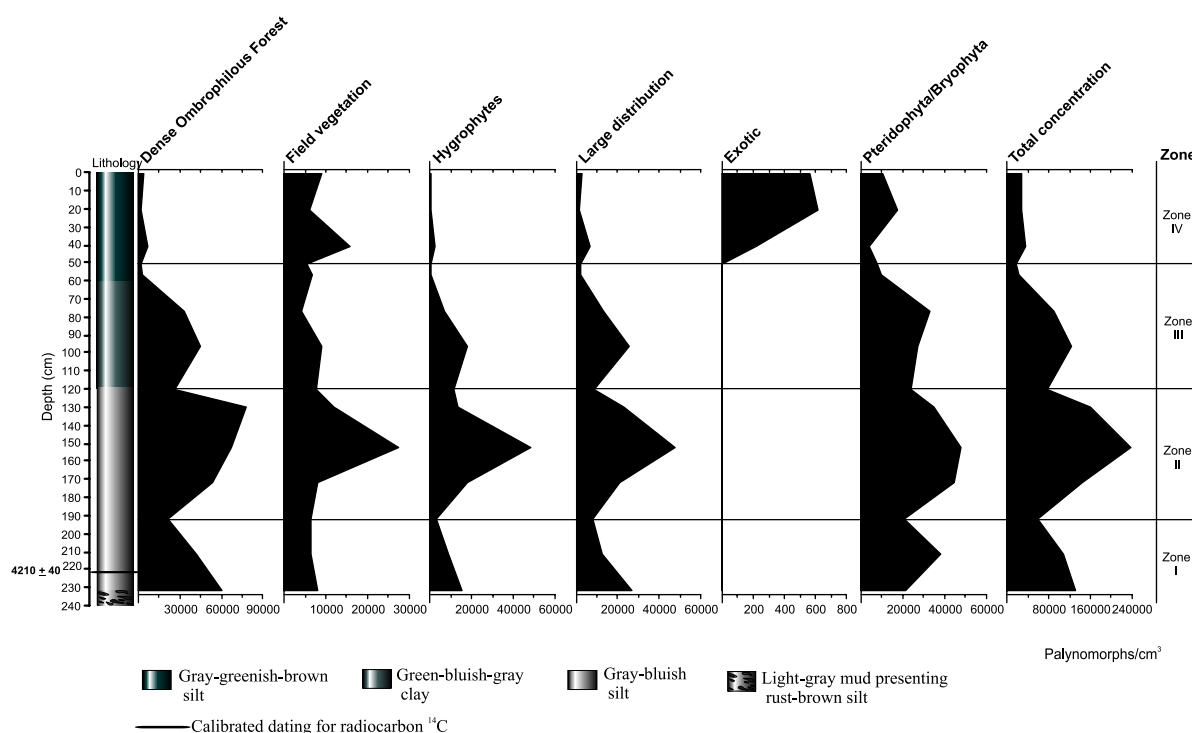 Dense Ombrophilous Forest
Field vegetation
Hygrophytes
Large distribution
Exotic
Pteridophyta/Bryophyta
Total concentration
Lithology
Zone
0
10
20
30
40
50
60
70
80
90
100
110
120
130
140
150
160
170
180
190
200
210
220
230
240
Depth (cm)
4210 ± 40
Zone
IV
Zone
III
Zone
II
Zone
I
30000 60000 90000
10000 20000 30000
20000 40000 60000
20000 40000 60000
200 400 600 800
20000 40000 60000
80000 160000 240000
Palynomorphs/cm³
Gray-greenish-brown
silt
Green-bluish-gray
clay
Gray-bluish
silt
Light-gray mud presenting
rust-brown silt
Calibrated dating for radiocarbon ¹⁴C